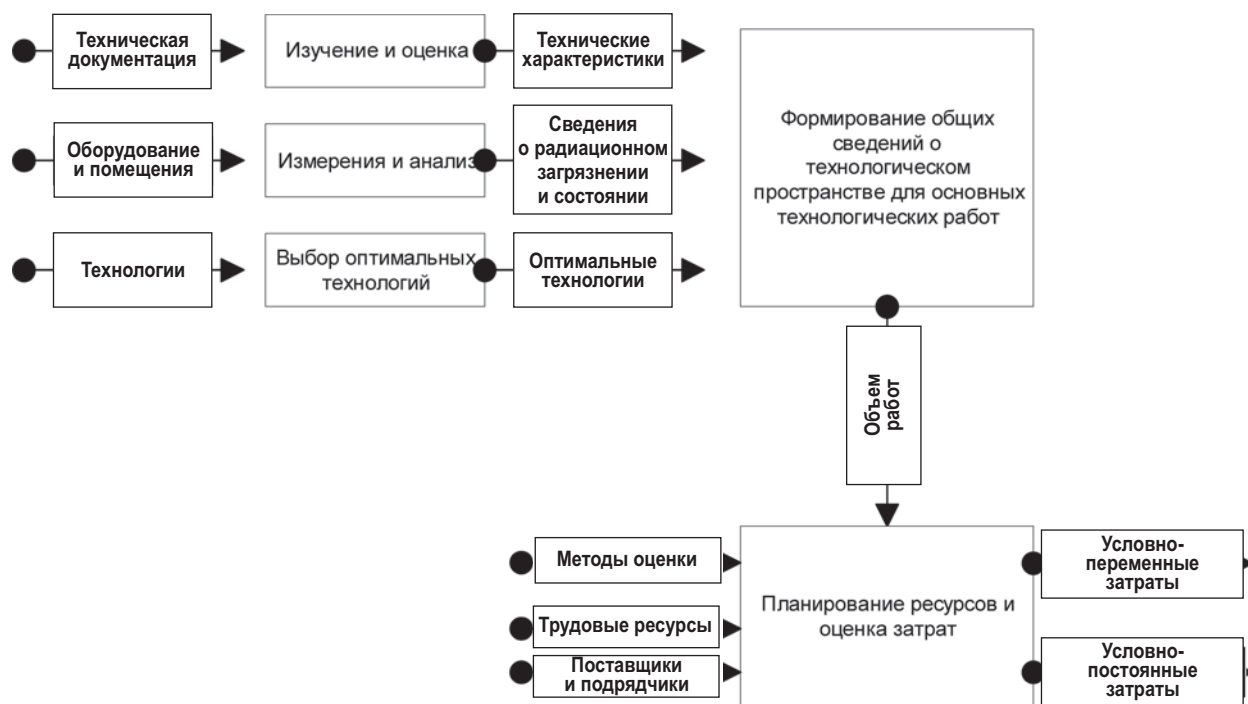 Техническая
документация
Изучение и оценка
Технические
характеристики
Оборудование
и помещения
Измерения и анализ
Сведения
о радиационном
загрязнении
и состоянии
Технологии
Выбор оптимальных
технологий
Оптимальные
технологии
Формирование общих
сведений о
технологическом
пространстве для основных
технологических работ
Объем
работ
Методы оценки
Трудовые ресурсы
Поставщики
и подрядчики
Планирование ресурсов и
оценка затрат
Условно-
переменные
затраты
Условно-
постоянные
затраты